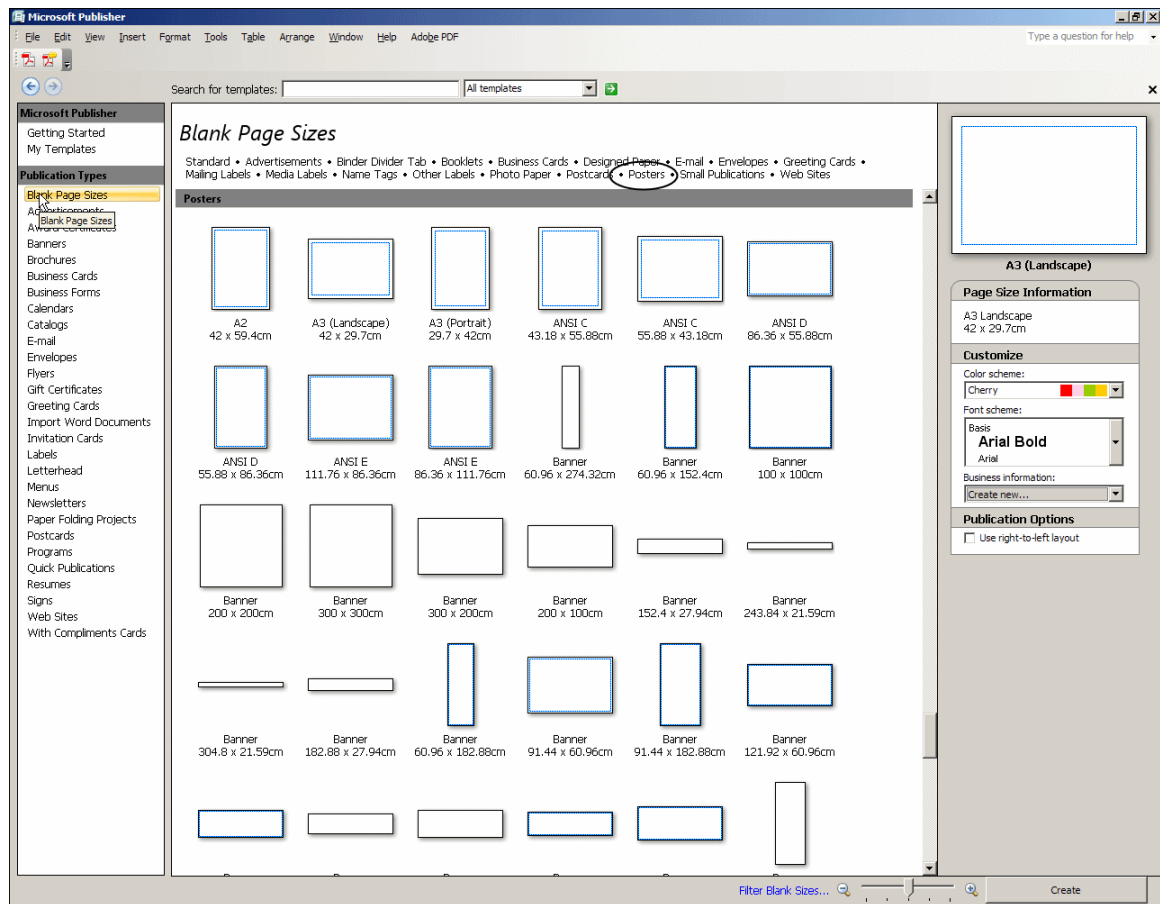 Microsoft Publisher
File Edit View Insert Format Tools Table Arrange Window Help Adobe PDF
Type a question for help
Search for templates:
All templates
Microsoft Publisher
Getting Started
My Templates
Publication Types
Blank Page Sizes
Advertisements
Blank Page Sizes
Award Certificates
Banners
Brochures
Business Cards
Business Forms
Calendars
Catalogs
E-mail
Envelopes
Flyers
Gift Certificates
Greeting Cards
Import Word Documents
Invitation Cards
Labels
Letterhead
Menus
Newsletters
Paper Folding Projects
Postcards
Programs
Quick Publications
Resumes
Signs
Web Sites
With Compliments Cards
Blank Page Sizes
Standard • Advertisements • Binder Divider Tab • Booklets • Business Cards • Designed Paper • E-mail • Envelopes • Greeting Cards •
Mailing Labels • Media Labels • Name Tags • Other Labels • Photo Paper • Postcards • Posters • Small Publications • Web Sites
Posters
A2 A3 (Landscape) A3 (Portrait) ANSI C ANSI C ANSI D
42 x 59.4cm 42 x 29.7cm 29.7 x 42cm 43.18 x 55.88cm 55.88 x 43.18cm 86.36 x 55.88cm
ANSI D ANSI E ANSI E Banner Banner Banner
55.88 x 86.36cm 111.76 x 86.36cm 86.36 x 111.76cm 60.96 x 274.32cm 60.96 x 152.4cm 100 x 100cm
Banner Banner Banner Banner Banner Banner
200 x 200cm 300 x 300cm 300 x 200cm 200 x 100cm 152.4 x 27.94cm 243.84 x 21.59cm
Banner Banner Banner Banner Banner Banner
304.8 x 21.59cm 182.88 x 27.94cm 60.96 x 182.88cm 91.44 x 60.96cm 91.44 x 182.88cm 121.92 x 60.96cm
A3 (Landscape)
Page Size Information
A3 Landscape
42 x 29.7cm
Customize
Color scheme:
Cherry
Font scheme:
Basis
Arial Bold
Arial
Business information:
Create new...
Publication Options
Use right-to-left layout
Filter Blank Sizes...
Create